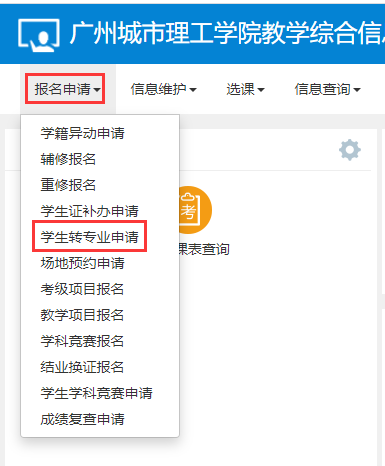 广州城市理工学院教学综合信息
报名申请 信息维护 选课 信息查询
学籍异动申请
辅修报名
重修报名
学生证补办申请
学生转专业申请
场地预约申请
考级项目报名
教学项目报名
学科竞赛报名
结业换证报名
学生学科竞赛申请
成绩复查申请
考
课表查询